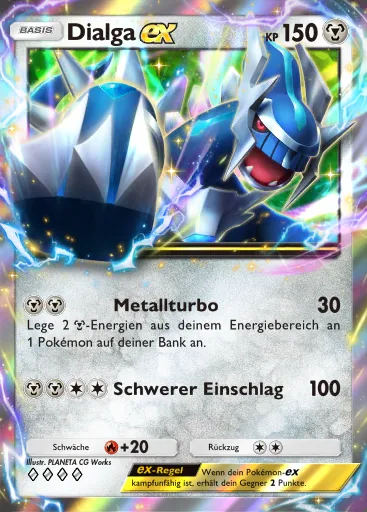 BASIS Dialga ex KP 150
Metallturbo 30
Lege 2 -Energien aus deinem Energiebereich an
1 Pokémon auf deiner Bank an.
Schwerer Einschlag 100
Schwäche +20 Rückzug
Illustr. PLANETA CG Works
ex-Regel Wenn dein Pokémon-ex
kampfunfähig ist, erhält dein Gegner 2 Punkte.